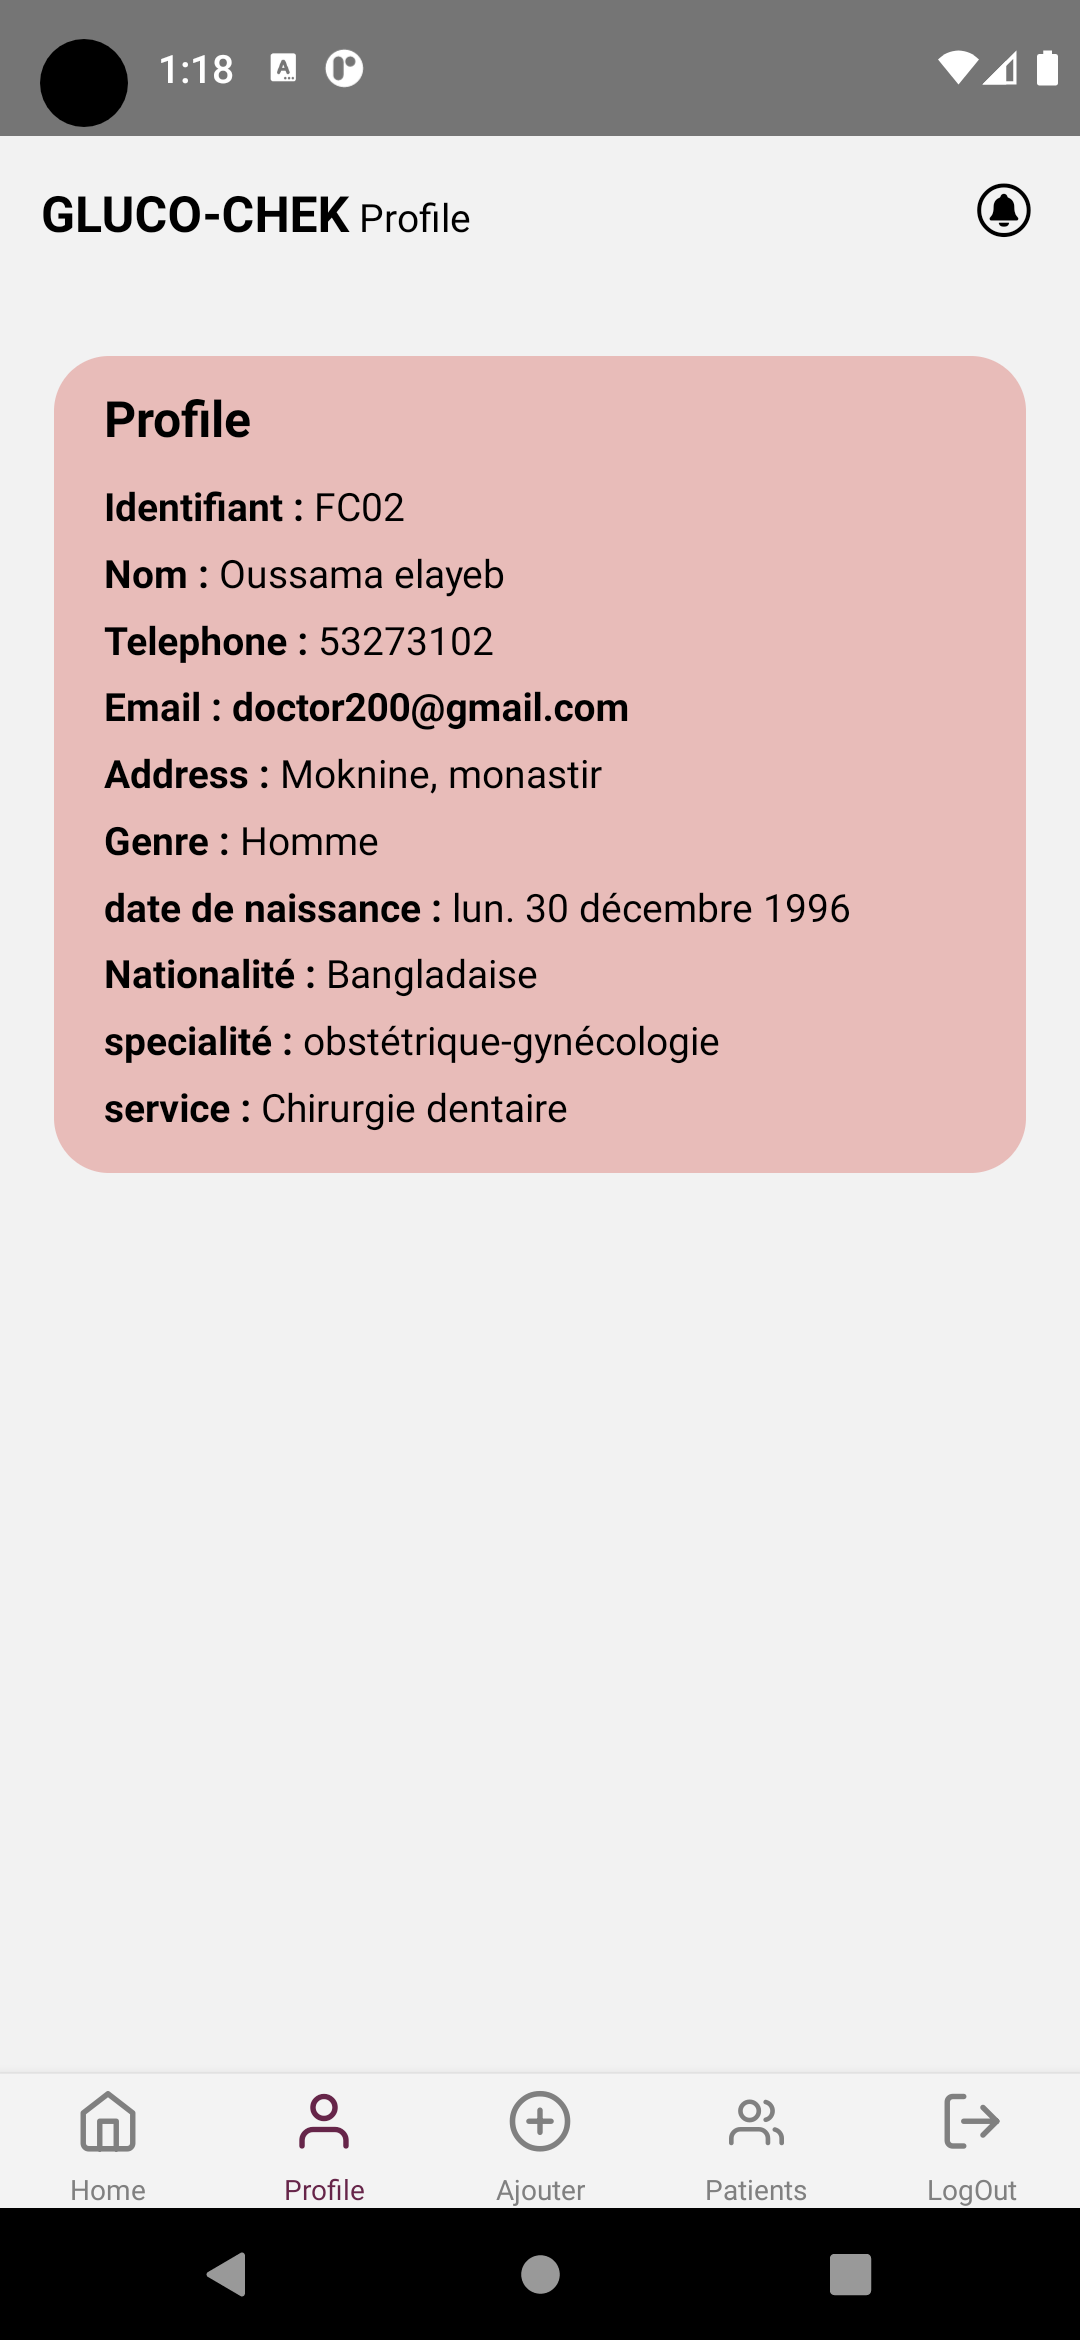 1:18
GLUCO-CHEK Profile
Profile
Identifiant : FC02
Nom : Oussama elayeb
Telephone : 53273102
Email : doctor200@gmail.com
Address : Moknine, monastir
Genre : Homme
date de naissance : lun. 30 décembre 1996
Nationalité : Bangladaise
specialité : obstétrique-gynécologie
service : Chirurgie dentaire
Home Profile Ajouter Patients LogOut